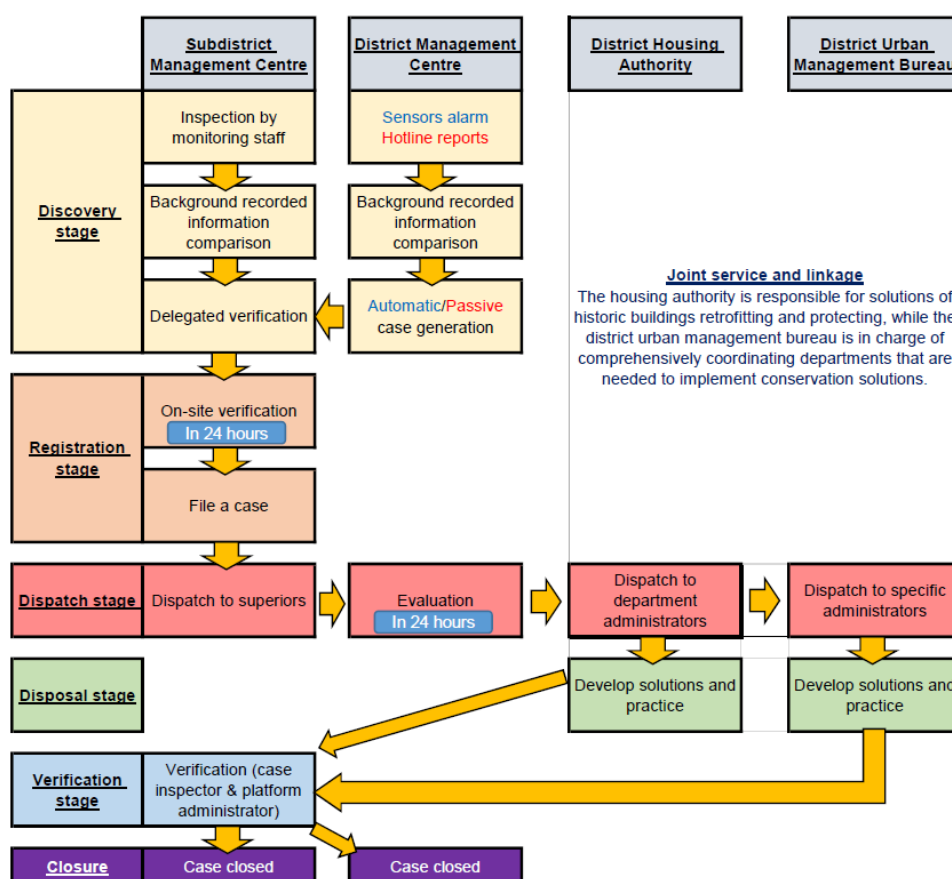 Subdistrict
Management Centre
District Management
Centre
District Housing
Authority
District Urban
Management Bureau
Discovery
stage
Inspection by
monitoring staff
Sensors alarm
Hotline reports
Background recorded
information
comparison
Background recorded
information
comparison
Delegated verification
Automatic/Passive
case generation
Joint service and linkage
The housing authority is responsible for solutions of
historic buildings retrofitting and protecting, while the
district urban management bureau is in charge of
comprehensively coordinating departments that are
needed to implement conservation solutions.
Registration
stage
On-site verification
In 24 hours
File a case
Dispatch stage
Dispatch to superiors
Evaluation
In 24 hours
Dispatch to
department
administrators
Dispatch to specific
administrators
Disposal stage
Develop solutions and
practice
Develop solutions and
practice
Verification
stage
Verification (case
inspector & platform
administrator)
Closure
Case closed
Case closed